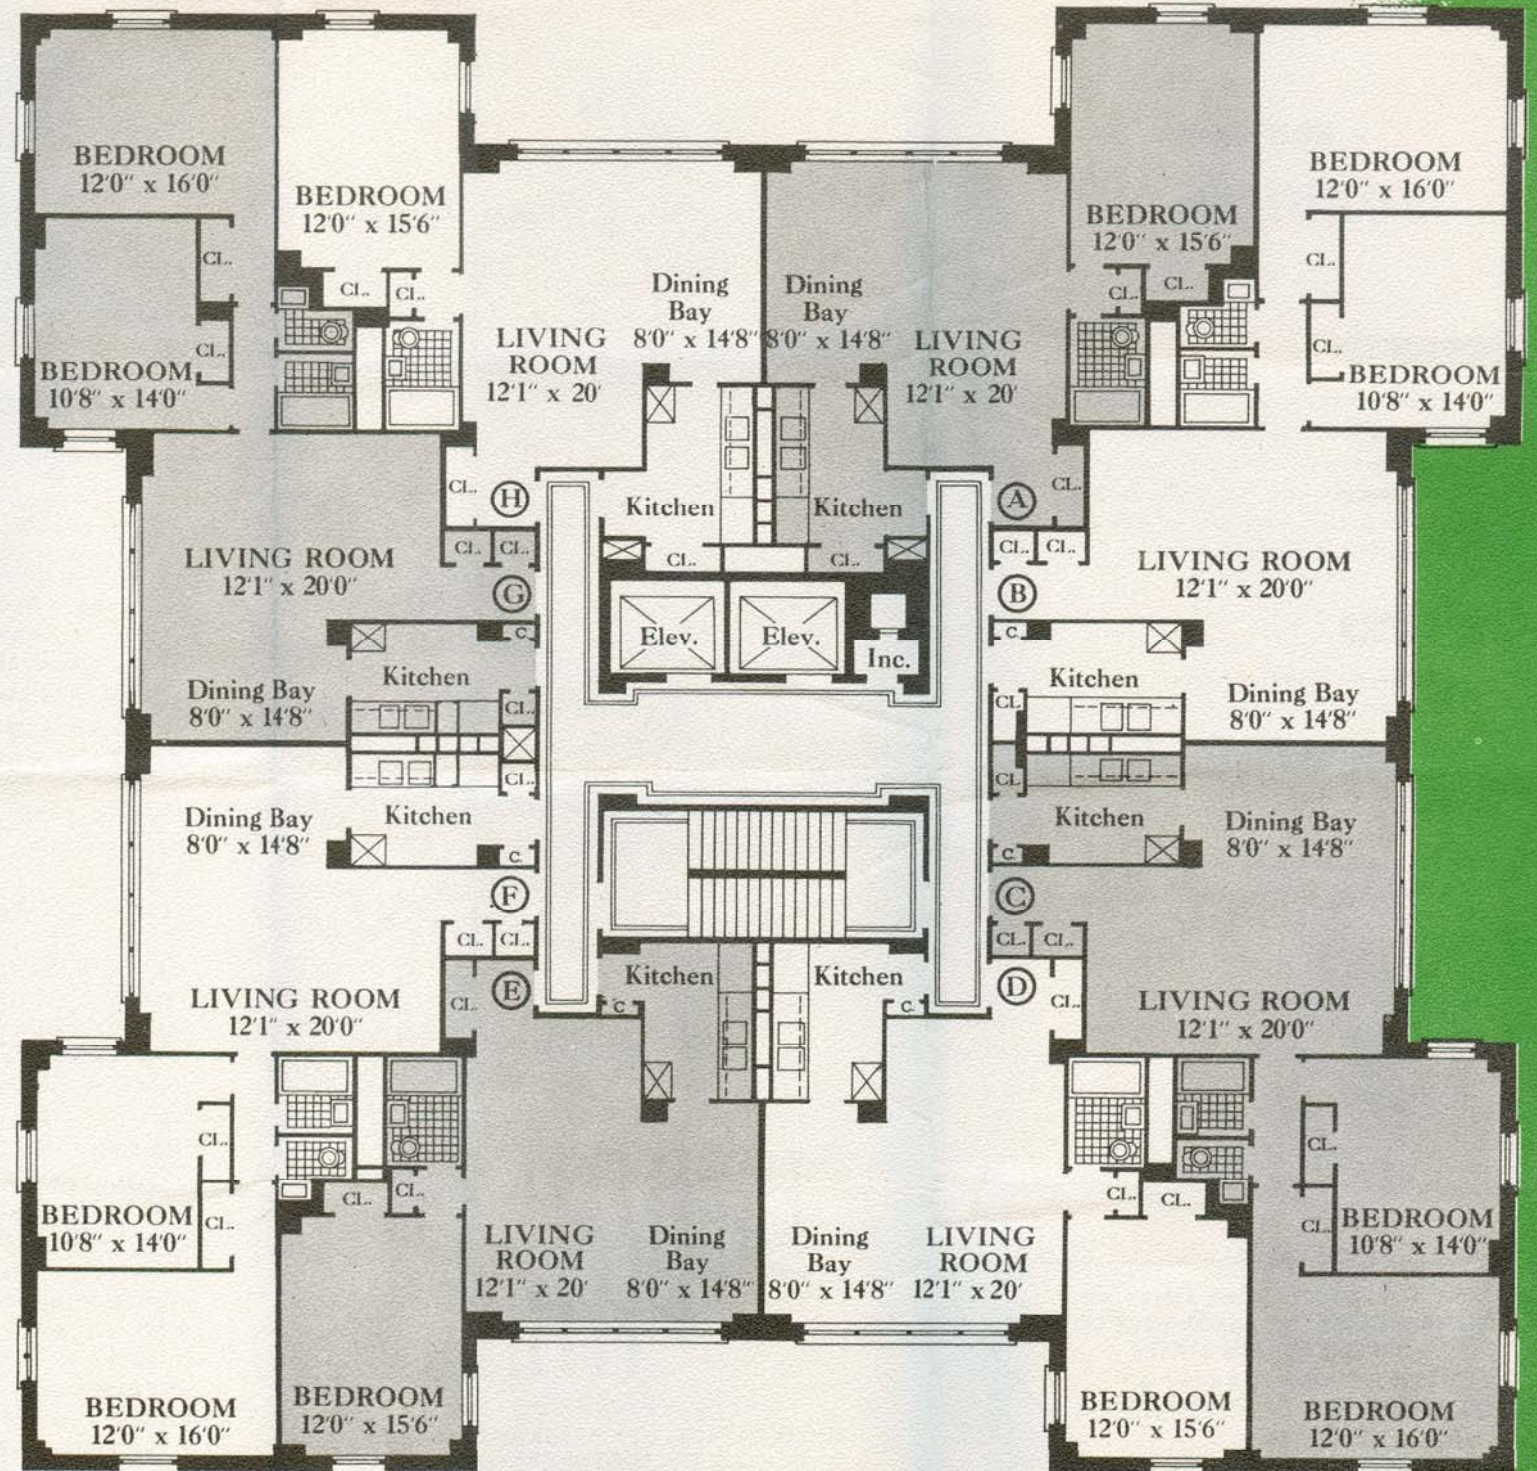 BEDROOM
12'0" x 16'0"
BEDROOM
12'0" x 15'6"
CL.
CL.
CL.
CL.
BEDROOM
10'8" x 14'0"
LIVING
ROOM
12'1" x 20'
Dining
Bay
8'0" x 14'8"
Dining
Bay
8'0" x 14'8"
LIVING
ROOM
12'1" x 20'
BEDROOM
12'0" x 15'6"
CL.
CL.
BEDROOM
12'0" x 16'0"
CL.
CL.
BEDROOM
10'8" x 14'0"
CL.
H
Kitchen
CL.
Kitchen
CL.
A
CL.
LIVING ROOM
12'1" x 20'0"
CL.
CL.
G
C.
Kitchen
Dining Bay
8'0" x 14'8"
CL.
Elev.
Elev.
Inc.
CL.
CL.
B
LIVING ROOM
12'1" x 20'0"
C.
Kitchen
CL
Dining Bay
8'0" x 14'8"
Dining Bay
8'0" x 14'8"
Kitchen
CL.
C.
F
CL.
CL.
LIVING ROOM
12'1" x 20'0"
CL
Kitchen
C.
Dining Bay
8'0" x 14'8"
C
CL.
CL.
LIVING ROOM
12'1" x 20'0"
CL.
E
Kitchen
C.
Kitchen
C.
D
CL.
CL.
BEDROOM
10'8" x 14'0"
CL.
CL.
CL.
LIVING
ROOM
12'1" x 20'
Dining
Bay
8'0" x 14'8"
Dining
Bay
8'0" x 14'8"
LIVING
ROOM
12'1" x 20'
CL.
CL.
CL.
CL.
BEDROOM
10'8" x 14'0"
BEDROOM
12'0" x 16'0"
BEDROOM
12'0" x 15'6"
BEDROOM
12'0" x 15'6"
BEDROOM
12'0" x 16'0"